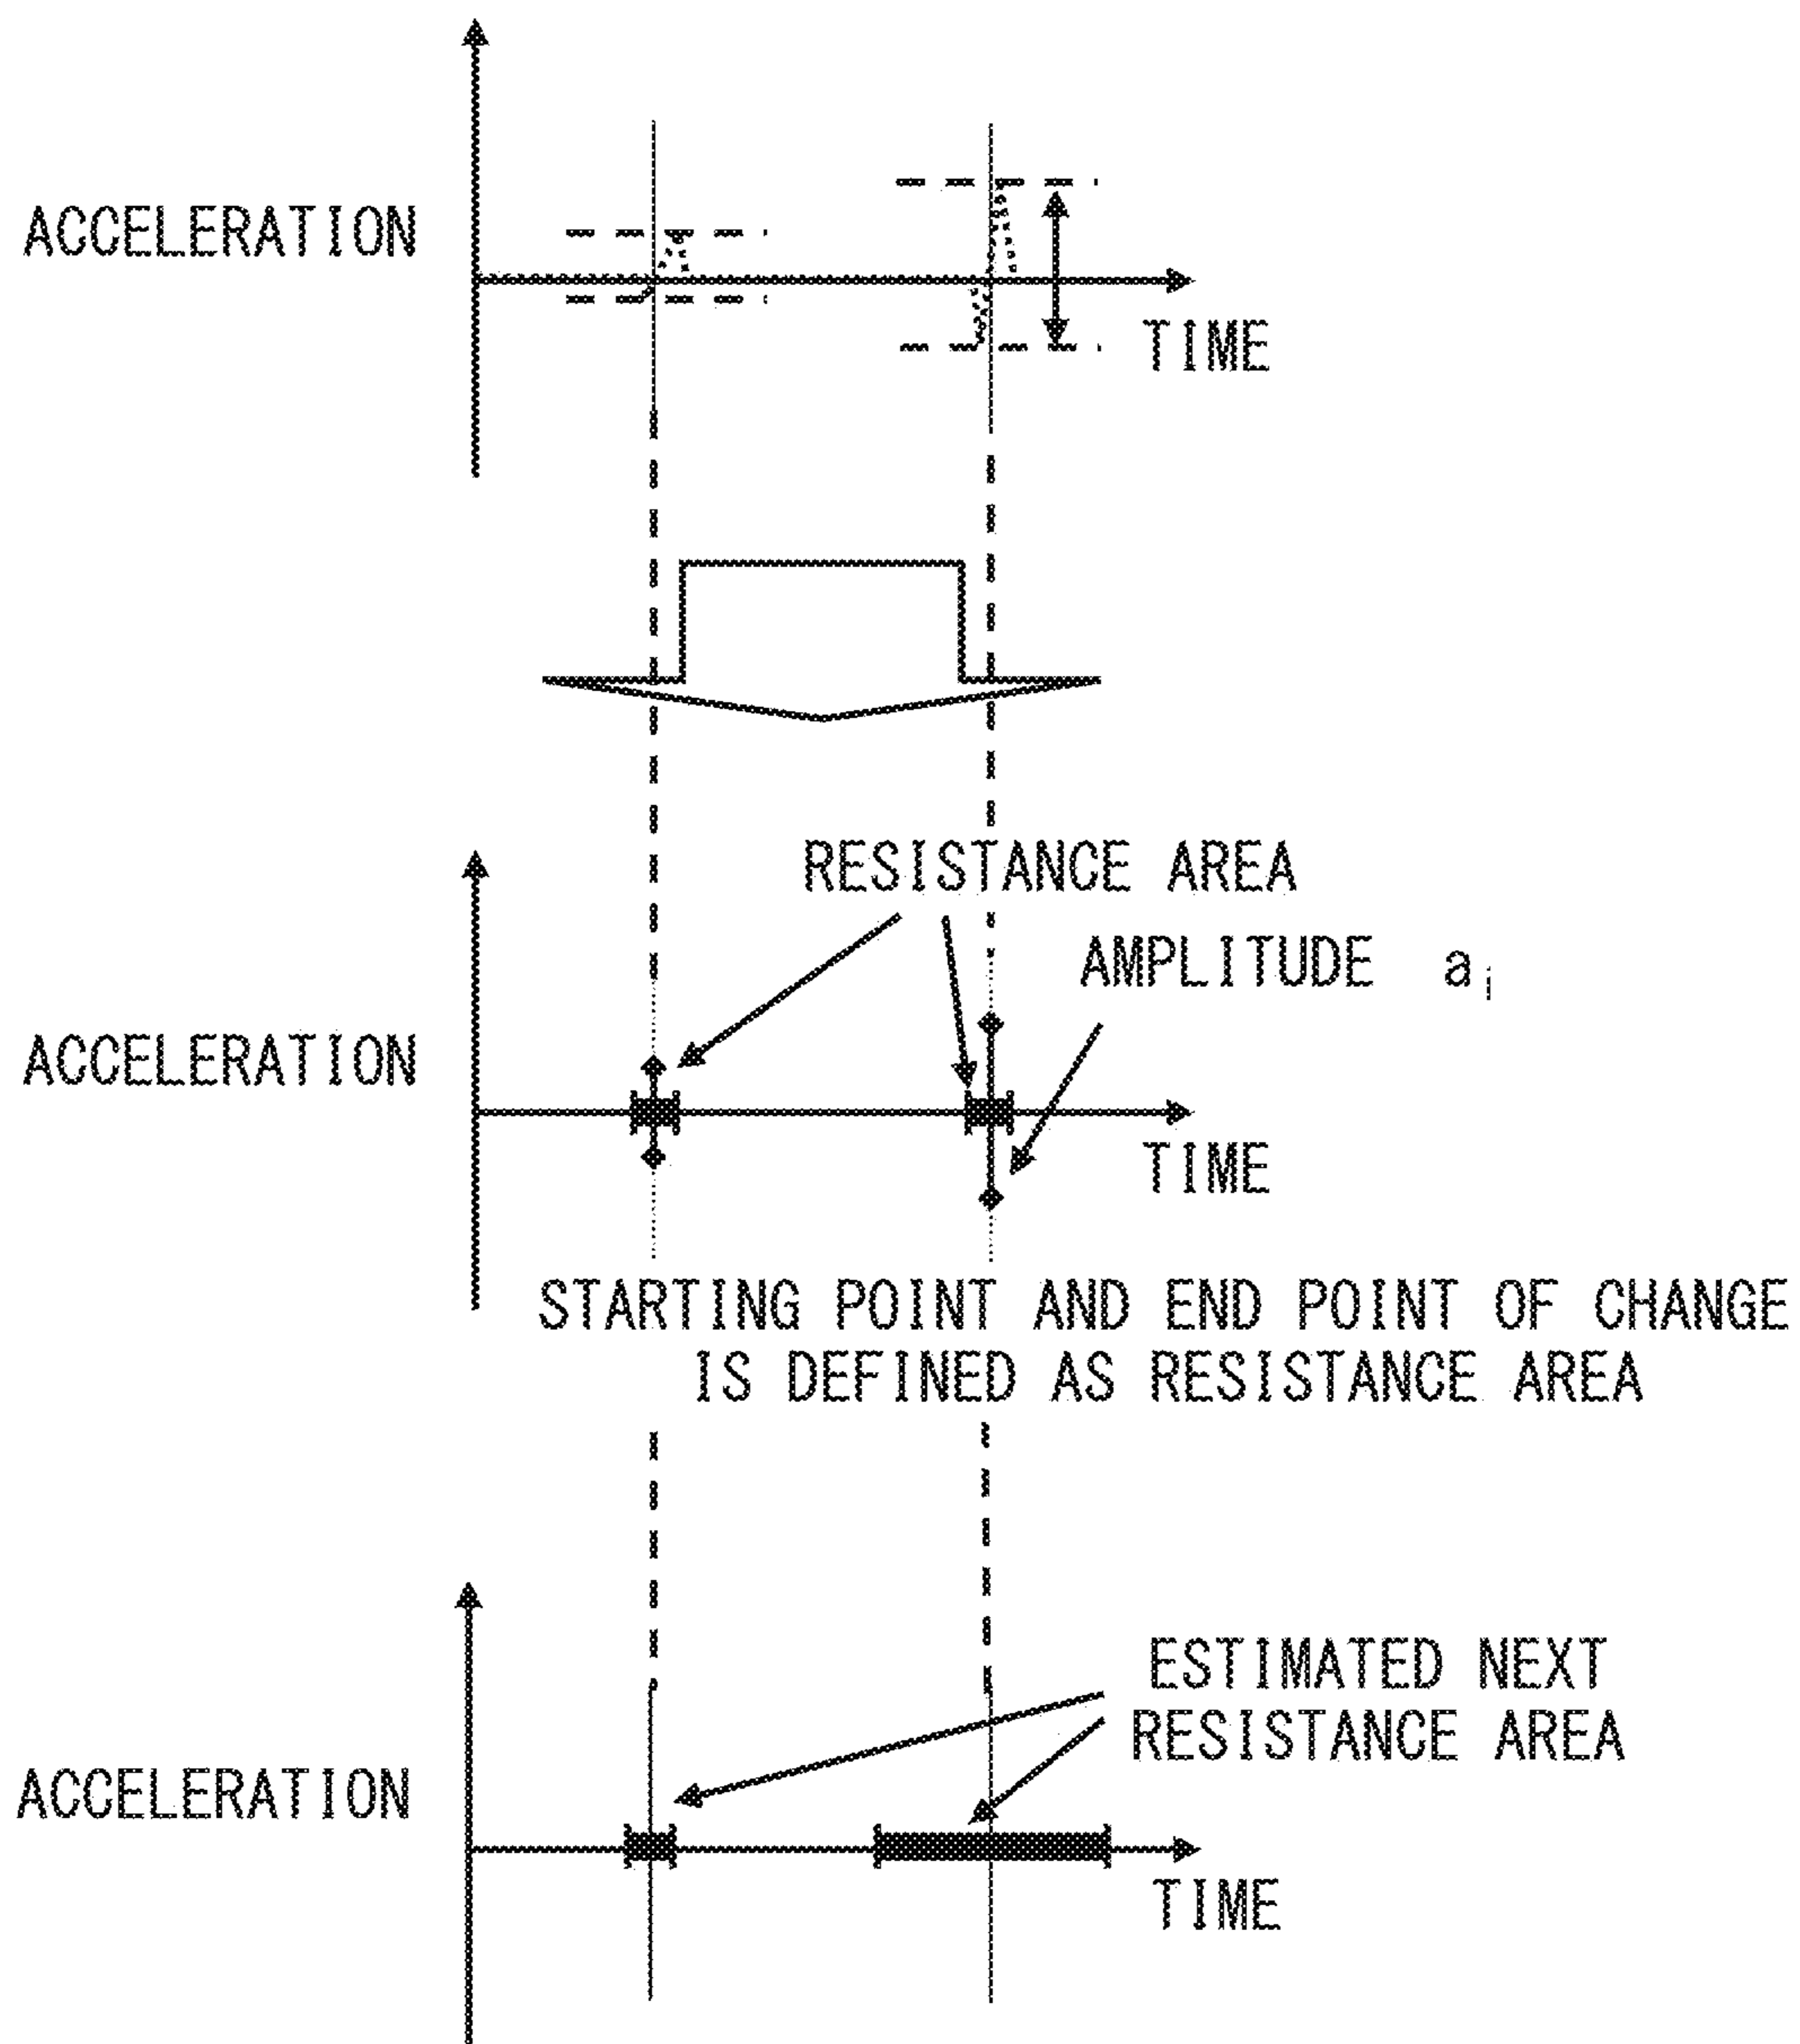 ACCELERATION
TIME
RESISTANCE AREA
AMPLITUDE ai
ACCELERATION
TIME
STARTING POINT AND END POINT OF CHANGE
IS DEFINED AS RESISTANCE AREA
ESTIMATED NEXT
RESISTANCE AREA
ACCELERATION
TIME